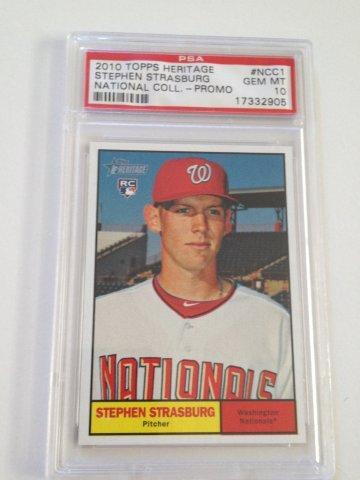 PSA
2010 TOPPS HERITAGE #NCC1
STEPHEN STRASBURG GEM MT
NATIONAL COLL. - PROMO 10
17332905
HERITAGE
RC
W
NATIONALS
STEPHEN STRASBURG
Pitcher
Washington
Nationals®